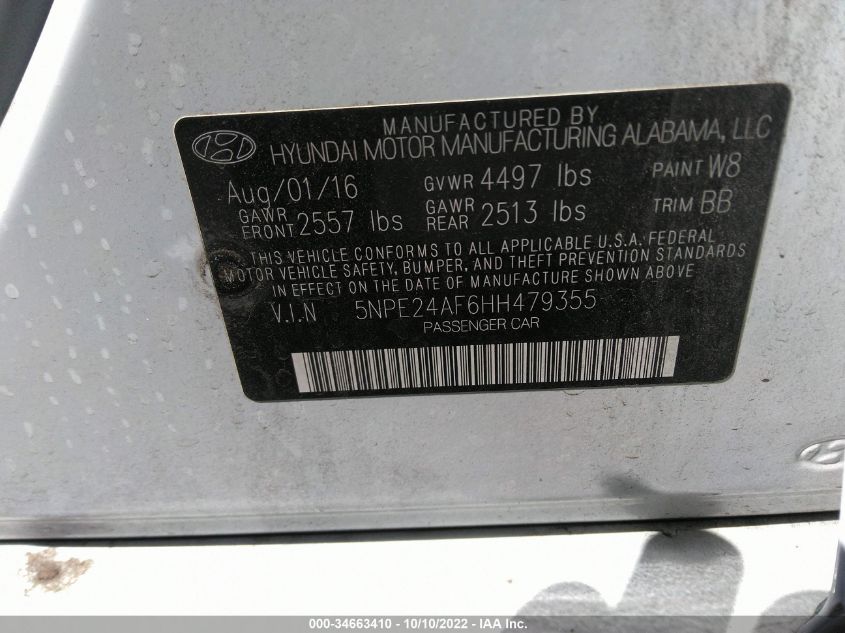 MANUFACTURED BY
HYUNDAI MOTOR MANUFACTURING ALABAMA, LLC
Aug/01/16 GVWR 4497 lbs PAINT W8
GAWR FRONT 2557 lbs GAWR REAR 2513 lbs TRIM BB
THIS VEHICLE CONFORMS TO ALL APPLICABLE U.S.A. FEDERAL
MOTOR VEHICLE SAFETY, BUMPER, AND THEFT PREVENTION STANDARDS
IN EFFECT ON THE DATE OF MANUFACTURE SHOWN ABOVE
V.I.N 5NPE24AF6HH479355
PASSENGER CAR
000-34663410 - 10/10/2022 - IAA Inc.